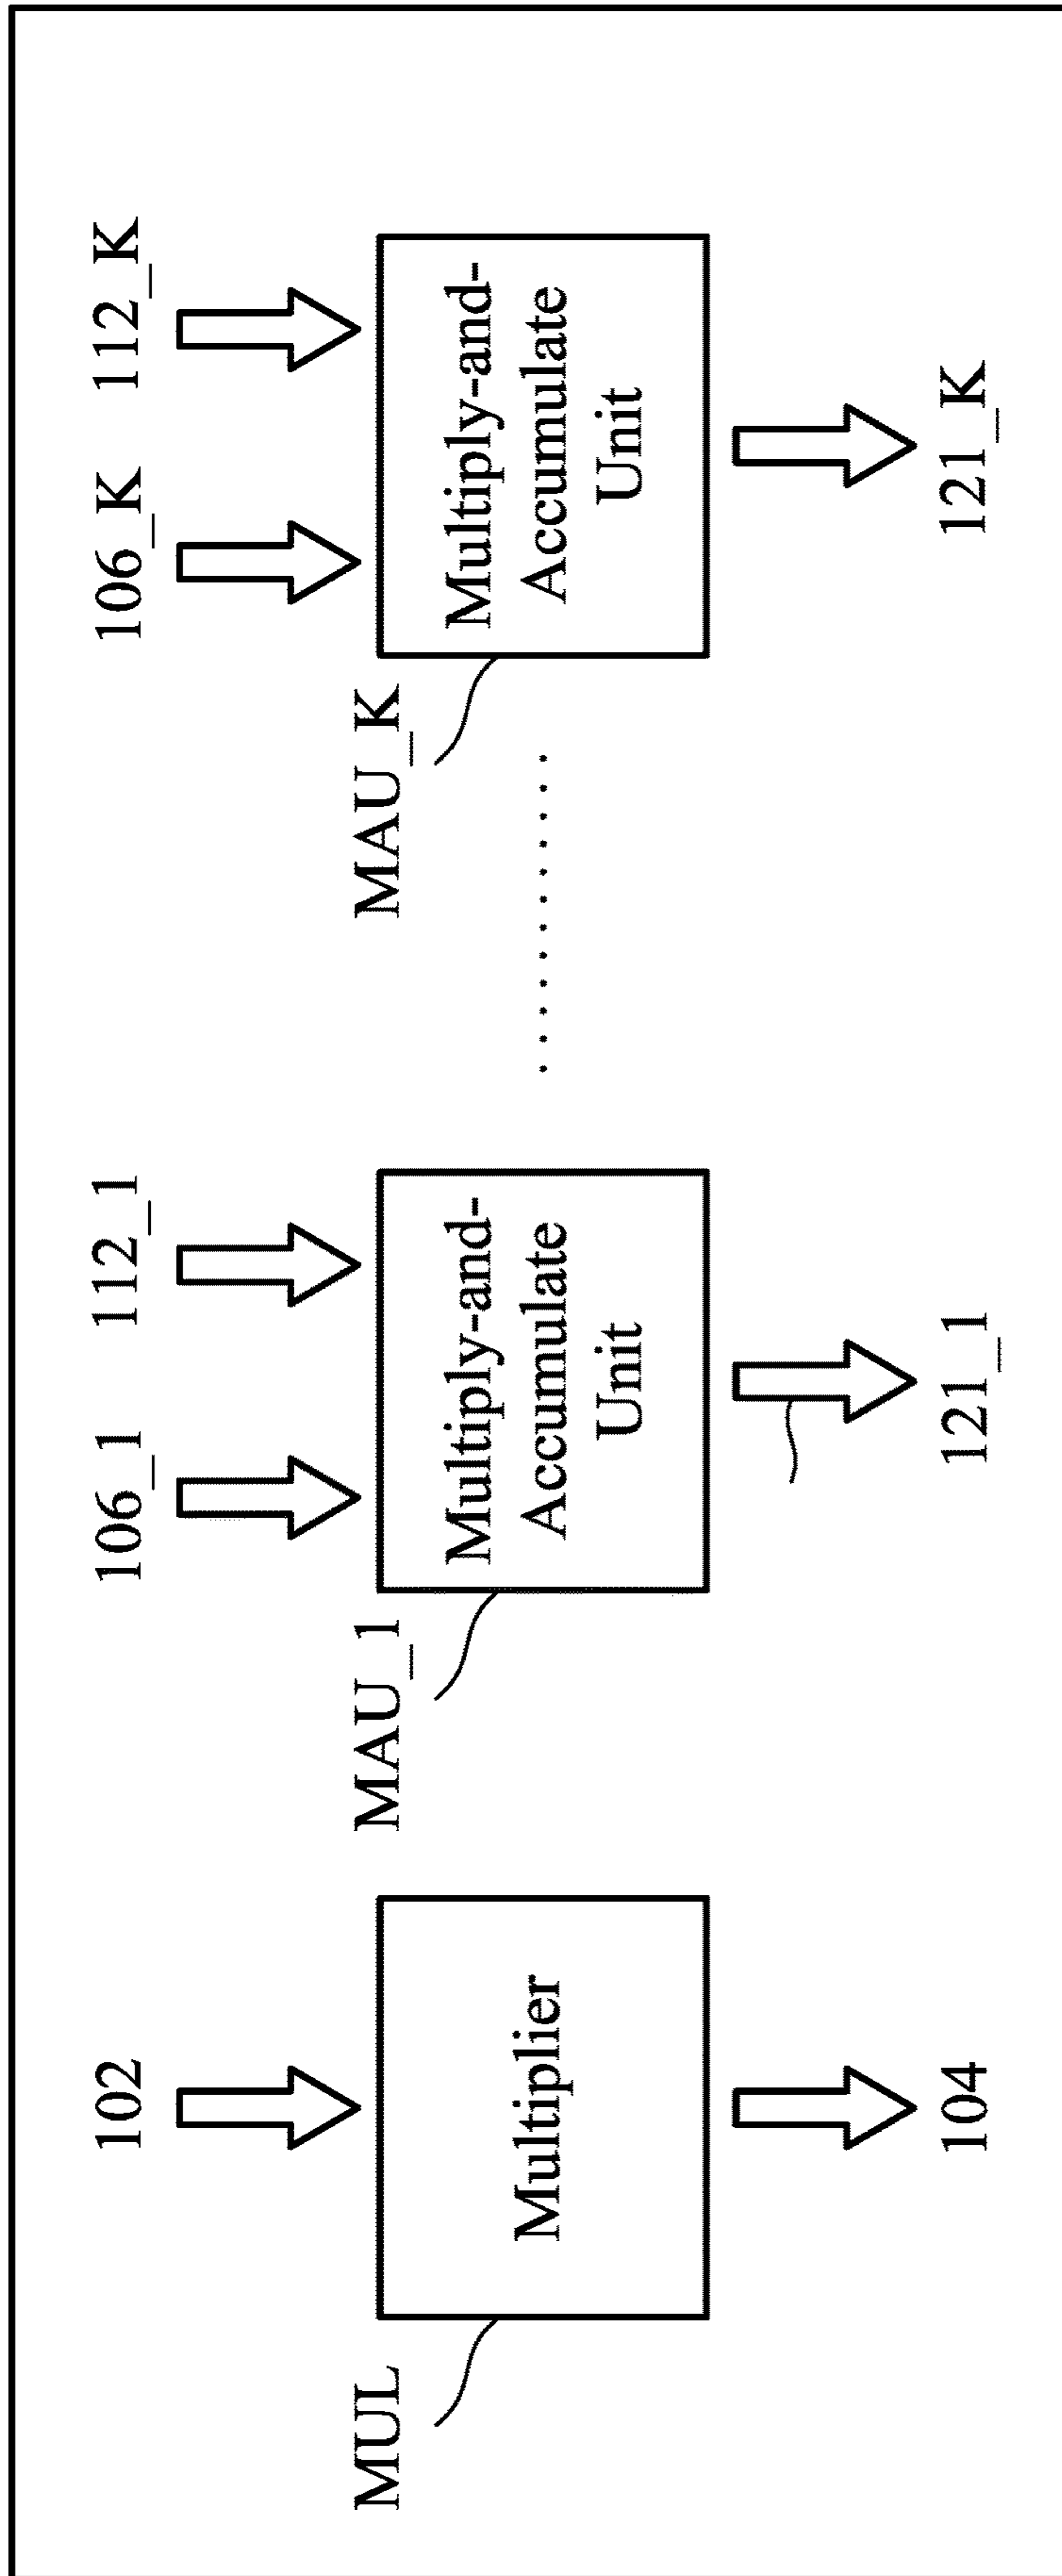 102
106_1
112_1
106_K
112_K
MUL
Multiplier
MAU_1
Multiply-and-
Accumulate
Unit
MAU_K
Multiply-and-
Accumulate
Unit
104
121_1
121_K